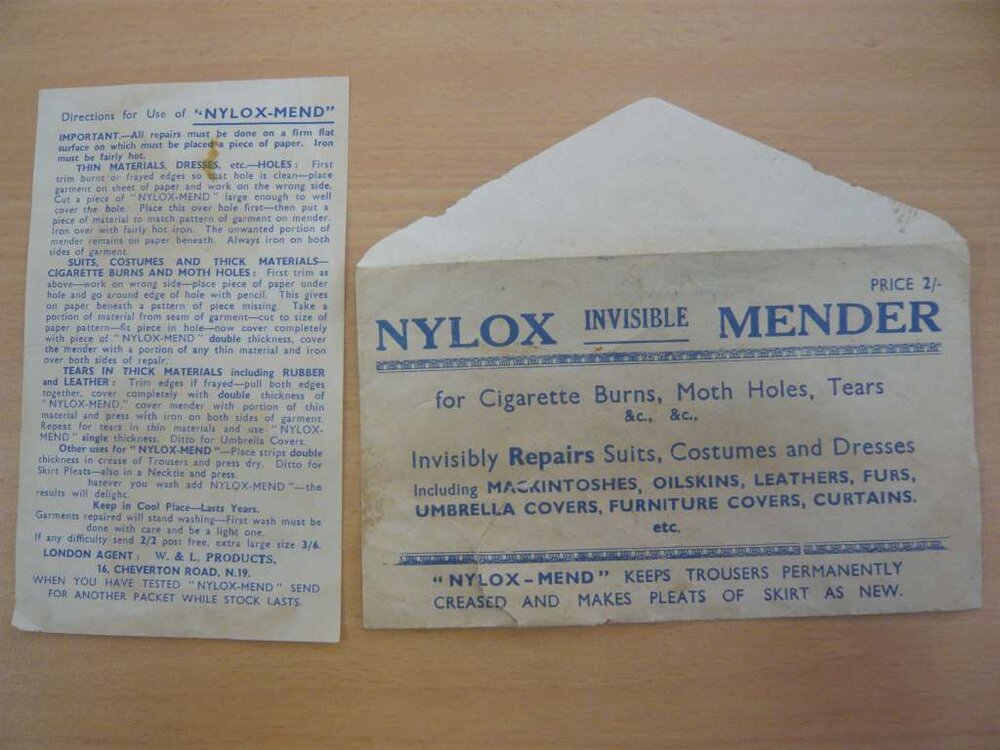 Directions for Use of "NYLOX-MEND"
IMPORTANT.—All repairs must be done on a firm flat
surface on which must be placed a piece of paper. Iron
must be fairly hot.
THIN MATERIALS, DRESSES, etc.—HOLES: First
trim burnt or frayed edges so that hole is clean—place
garment on sheet of paper and work on the wrong side.
Cut a piece of "NYLOX-MEND" large enough to well
cover the hole. Place this over hole first—then put a
piece of material to match pattern of garment on mender.
Iron over with fairly hot iron. The unwanted portion of
mender remains on paper beneath. Always iron on both
sides of garment.
SUITS, COSTUMES AND THICK MATERIALS—
CIGARETTE BURNS AND MOTH HOLES: First trim as
above—work on wrong side—place piece of paper under
hole and go around edge of hole with pencil. This gives
on paper beneath a pattern of piece missing. Take a
portion of material from seam of garment—cut to size of
paper pattern—fit piece in hole—now cover completely
with piece of "NYLOX-MEND" double thickness, cover
the mender with a portion of any thin material and iron
over both sides of repair.
TEARS IN THICK MATERIALS including RUBBER
and LEATHER: Trim edges if frayed—pull both edges
together, cover completely with double thickness of
"NYLOX-MEND," cover mender with portion of thin
material and press with iron on both sides of garment.
Repeat for tears in thin materials and use "NYLOX-
MEND" single thickness. Ditto for Umbrella Covers.
Other uses for "NYLOX-MEND"—Place strips double
thickness in crease of Trousers and press dry. Ditto for
Skirt Pleats—also in a Necktie and press.
hatever you wash add NYLOX-MEND"—the
results will delight.
Keep in Cool Place—Lasts Years.
Garments repaired will stand washing—First wash must be
done with care and be a light one.
If any difficulty send 2/2 post free, extra large size 3/6.
LONDON AGENT: W. & L. PRODUCTS,
16, CHEVERTON ROAD, N.19.
WHEN YOU HAVE TESTED "NYLOX-MEND" SEND
FOR ANOTHER PACKET WHILE STOCK LASTS.
PRICE 2/-
NYLOX INVISIBLE MENDER
for Cigarette Burns, Moth Holes, Tears
&c., &c.,
Invisibly Repairs Suits, Costumes and Dresses
Including MACKINTOSHES, OILSKINS, LEATHERS, FURS,
UMBRELLA COVERS, FURNITURE COVERS, CURTAINS.
etc.
"NYLOX-MEND" KEEPS TROUSERS PERMANENTLY
CREASED AND MAKES PLEATS OF SKIRT AS NEW.